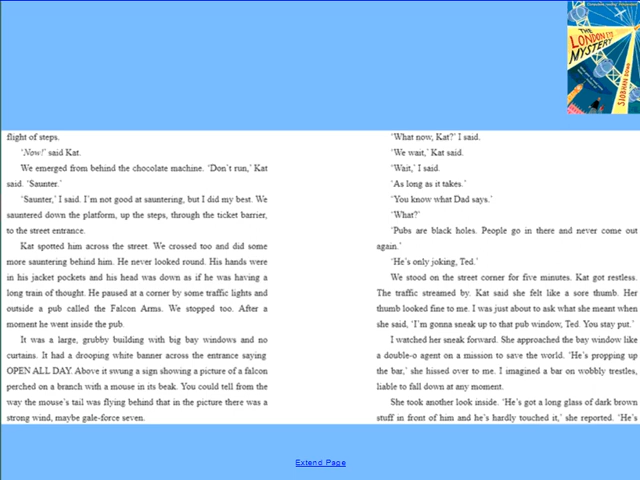 THE
LONDON EYE
MYSTERY
SIOBHAN DOWD
flight of steps.
‘Now!’ said Kat.
We emerged from behind the chocolate machine. ‘Don’t run,’ Kat
said. ‘Saunter.’
‘Saunter,’ I said. I’m not good at sauntering, but I did my best. We
sauntered down the platform, up the steps, through the ticket barrier,
to the street entrance.
Kat spotted him across the street. We crossed too and did some
more sauntering behind him. He never looked round. His hands were
in his jacket pockets and his head was down as if he was having a
long train of thought. He paused at a corner by some traffic lights and
outside a pub called the Falcon Arms. We stopped too. After a
moment he went inside the pub.
It was a large, grubby building with big bay windows and no
curtains. It had a drooping white banner across the entrance saying
OPEN ALL DAY. Above it swung a sign showing a picture of a falcon
perched on a branch with a mouse in its beak. You could tell from the
way the mouse’s tail was flying behind that in the picture there was a
strong wind, maybe gale-force seven.
‘What now, Kat?’ I said.
‘We wait,’ Kat said.
‘Wait,’ I said.
‘As long as it takes.’
‘You know what Dad says.’
‘What?’
‘Pubs are black holes. People go in there and never come out
again.’
‘He’s only joking, Ted.’
We stood on the street corner for five minutes. Kat got restless.
The traffic streamed by. Kat said she felt like a sore thumb. Her
thumb looked fine to me. I was just about to ask what she meant when
she said, ‘I’m gonna sneak up to that pub window, Ted. You stay put.’
I watched her sneak forward. She approached the bay window like
a double-o agent on a mission to save the world. ‘He’s propping up
the bar,’ she hissed over to me. I imagined a bar on wobbly trestles,
liable to fall down at any moment.
She took another look inside. ‘He’s got a long glass of dark brown
stuff in front of him and he’s hardly touched it,’ she reported. ‘He’s
Extend Page